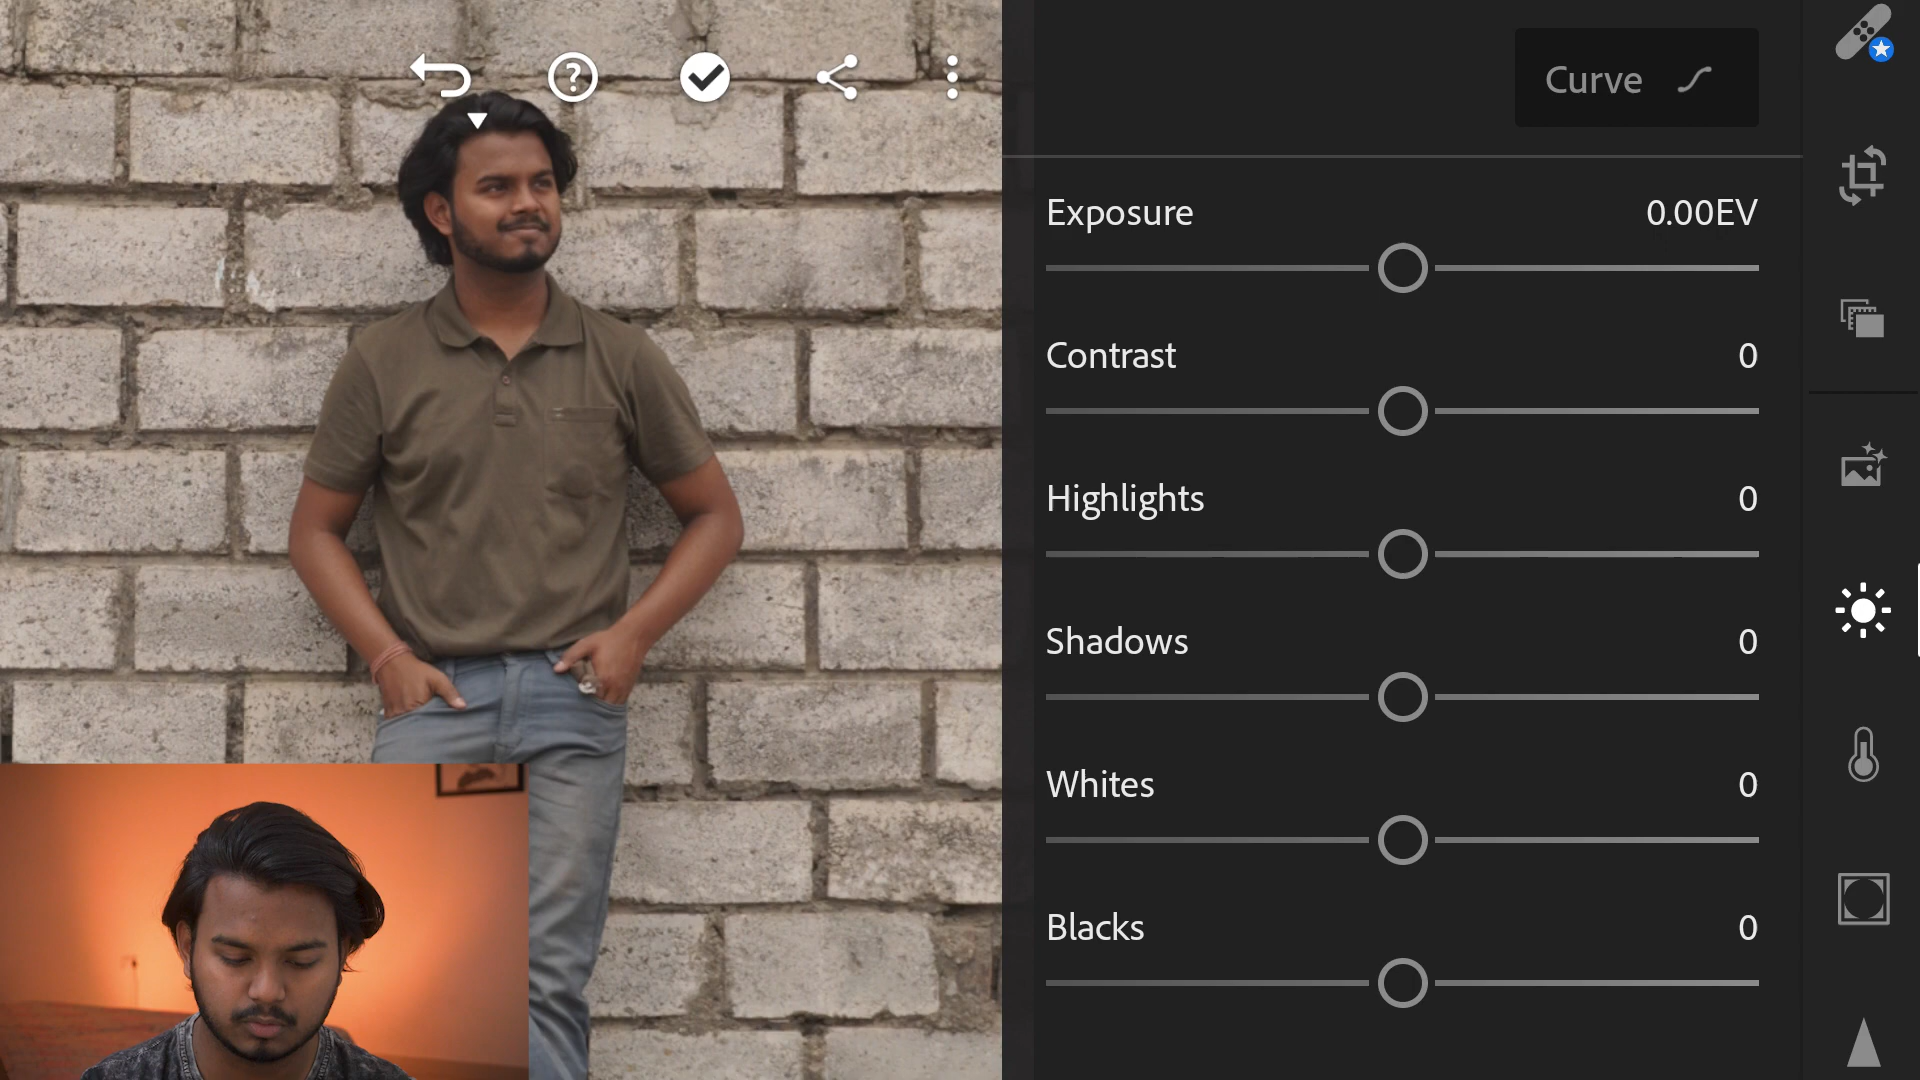 Curve
Exposure 0.00EV
Contrast 0
Highlights 0
Shadows 0
Whites 0
Blacks 0